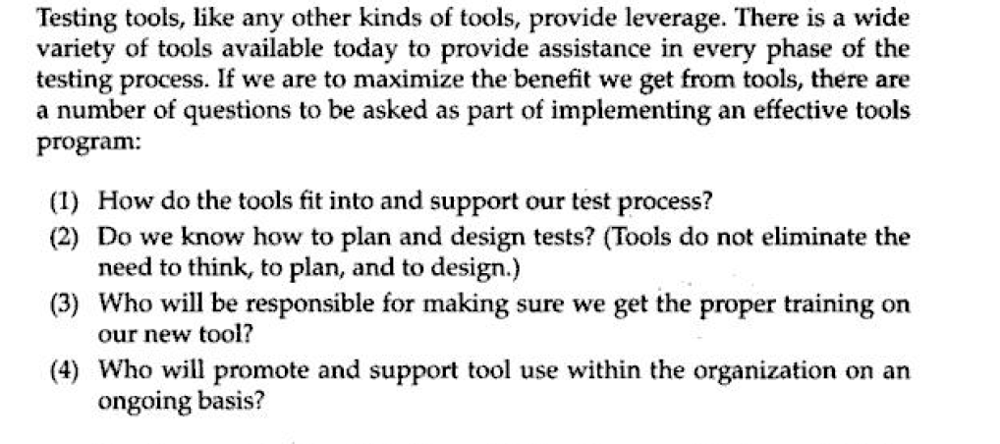 Testing tools, like any other kinds of tools, provide leverage. There is a wide
variety of tools available today to provide assistance in every phase of the
testing process. If we are to maximize the benefit we get from tools, there are
a number of questions to be asked as part of implementing an effective tools
program:
(1) How do the tools fit into and support our test process?
(2) Do we know how to plan and design tests? (Tools do not eliminate the
need to think, to plan, and to design.)
(3) Who will be responsible for making sure we get the proper training on
our new tool?
(4) Who will promote and support tool use within the organization on an
ongoing basis?